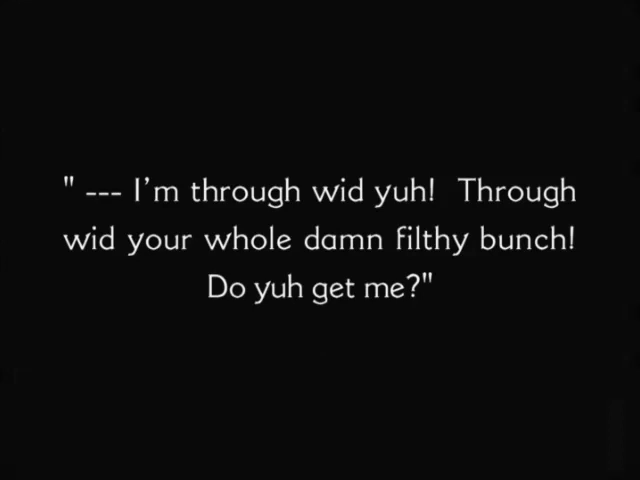 " --- I'm through wid yuh!  Through
wid your whole damn filthy bunch!
Do yuh get me?"